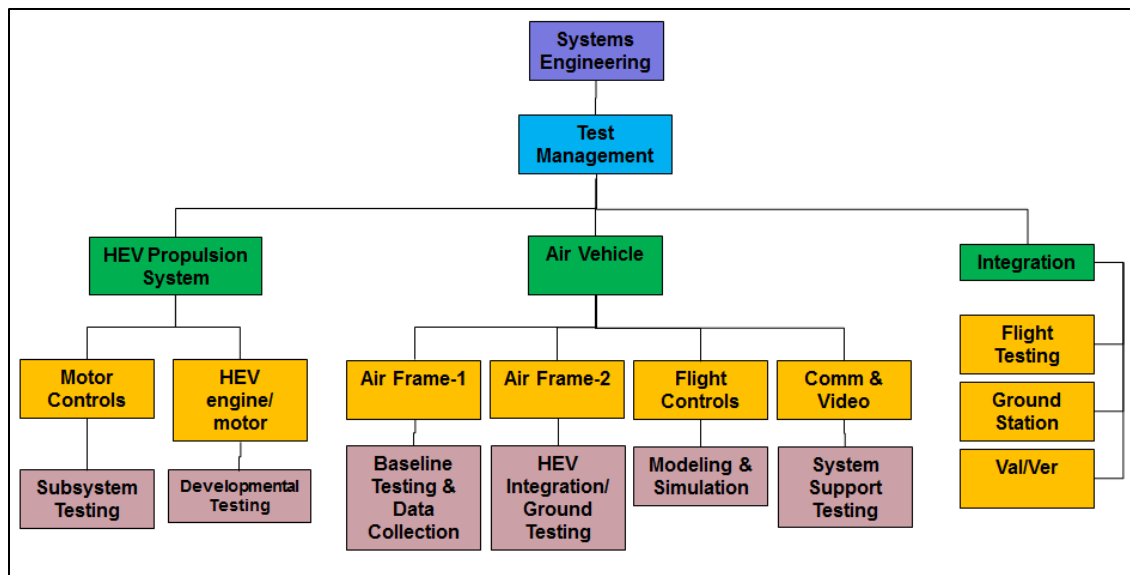 Systems
Engineering
Test
Management
HEV Propulsion
System
Air Vehicle
Integration
Motor
Controls
HEV
engine/
motor
Air Frame-1
Air Frame-2
Flight
Controls
Comm &
Video
Flight
Testing
Ground
Station
Val/Ver
Subsystem
Testing
Developmental
Testing
Baseline
Testing &
Data
Collection
HEV
Integration/
Ground
Testing
Modeling &
Simulation
System
Support
Testing